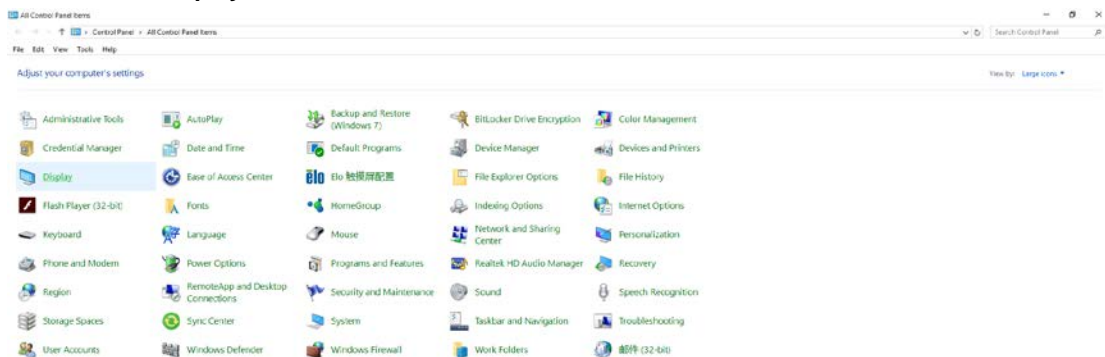 All Control Panel Items
Control Panel › All Control Panel Items
Search Control Panel
File Edit View Tools Help
Adjust your computer's settings
View by: Large icons
Administrative Tools
AutoPlay
Backup and Restore
(Windows 7)
BitLocker Drive Encryption
Color Management
Credential Manager
Date and Time
Default Programs
Device Manager
Devices and Printers
Display
Ease of Access Center
elo
Elo 触摸屏配置
File Explorer Options
File History
Flash Player (32-bit)
Fonts
HomeGroup
Indexing Options
Internet Options
Keyboard
Language
Mouse
Network and Sharing
Center
Personalization
Phone and Modem
Power Options
Programs and Features
Realtek HD Audio Manager
Recovery
Region
RemoteApp and Desktop
Connections
Security and Maintenance
Sound
Speech Recognition
Storage Spaces
Sync Center
System
Taskbar and Navigation
Troubleshooting
User Accounts
Windows Defender
Windows Firewall
Work Folders
邮件 (32-bit)